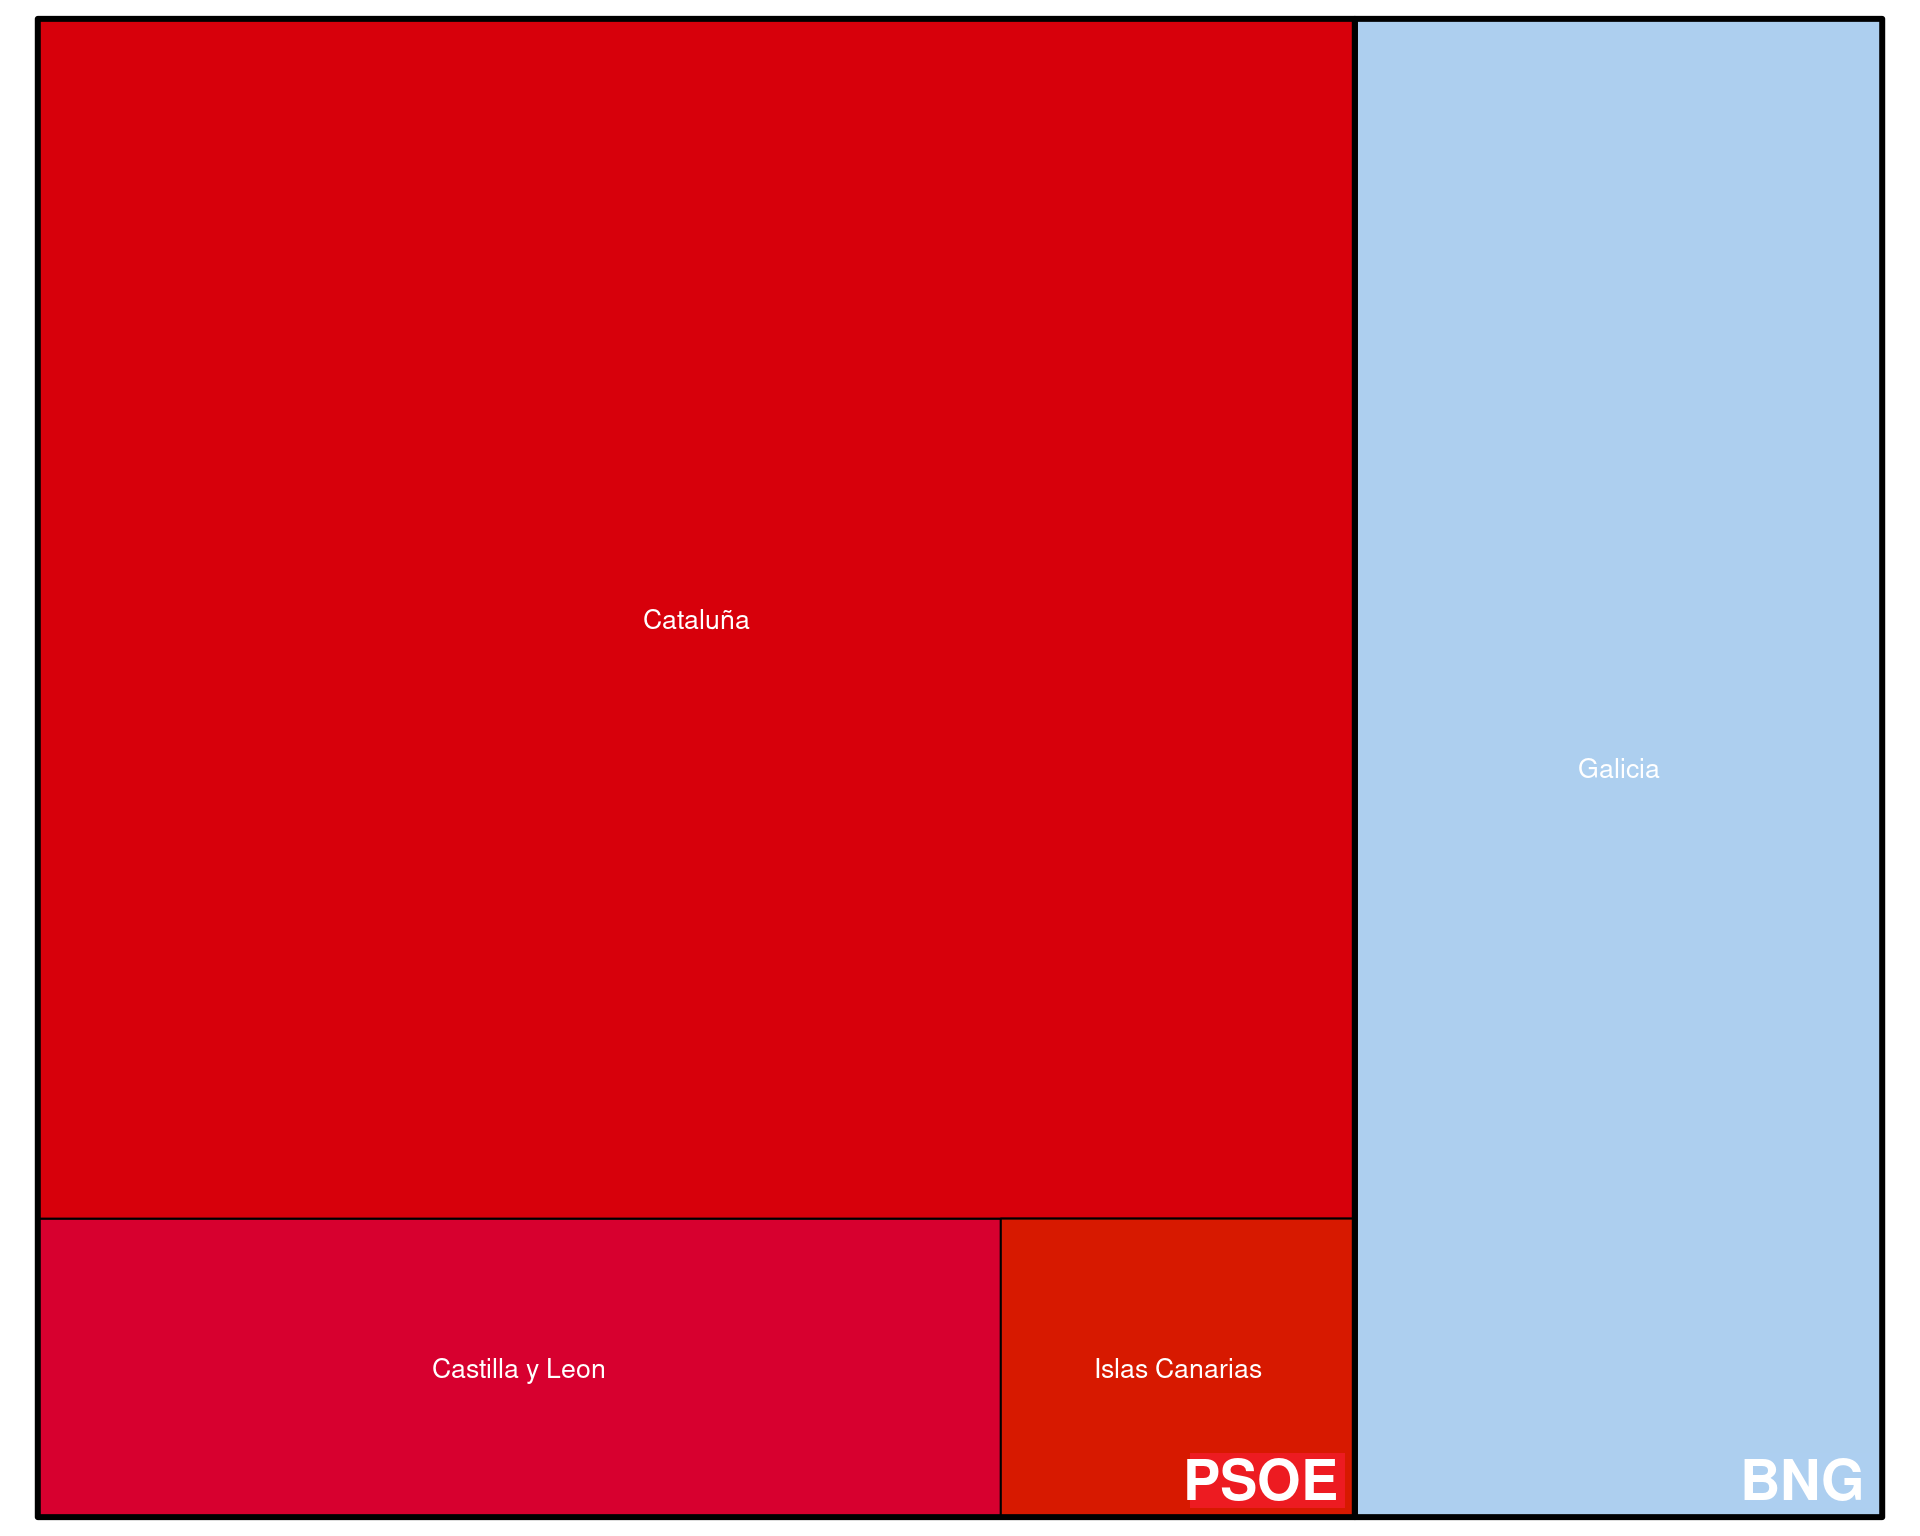 Cataluña
Galicia
Castilla y Leon
Islas Canarias
PSOE
BNG